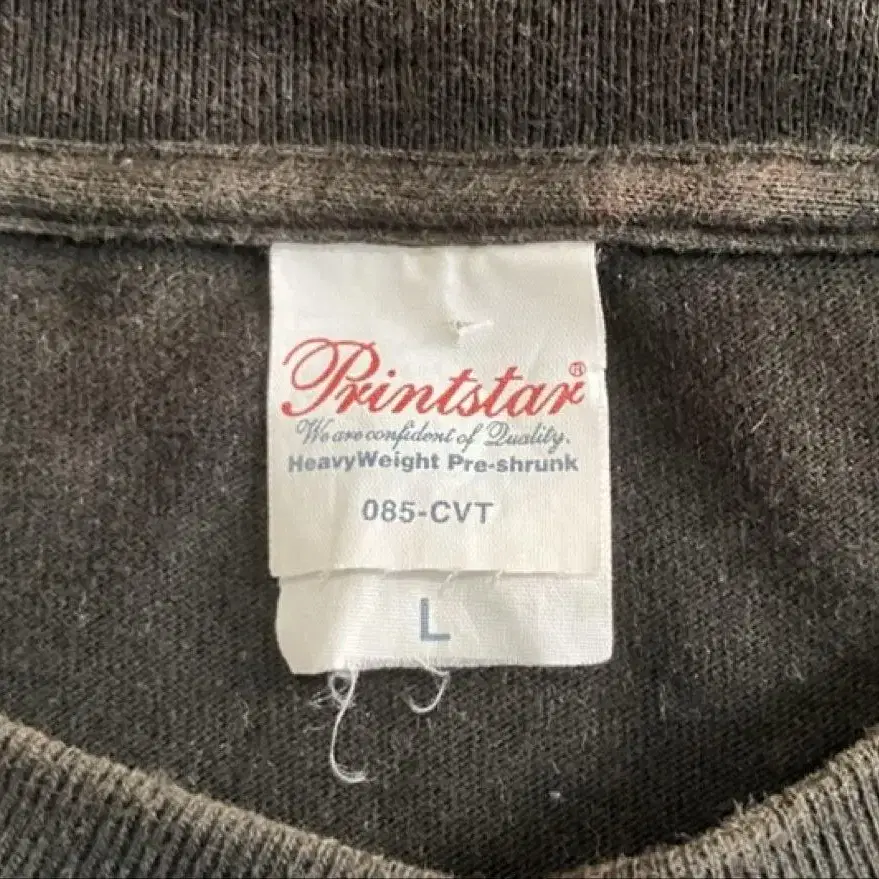 Printstar®
We are confident of Quality.
HeavyWeight Pre-shrunk
085-CVT
L